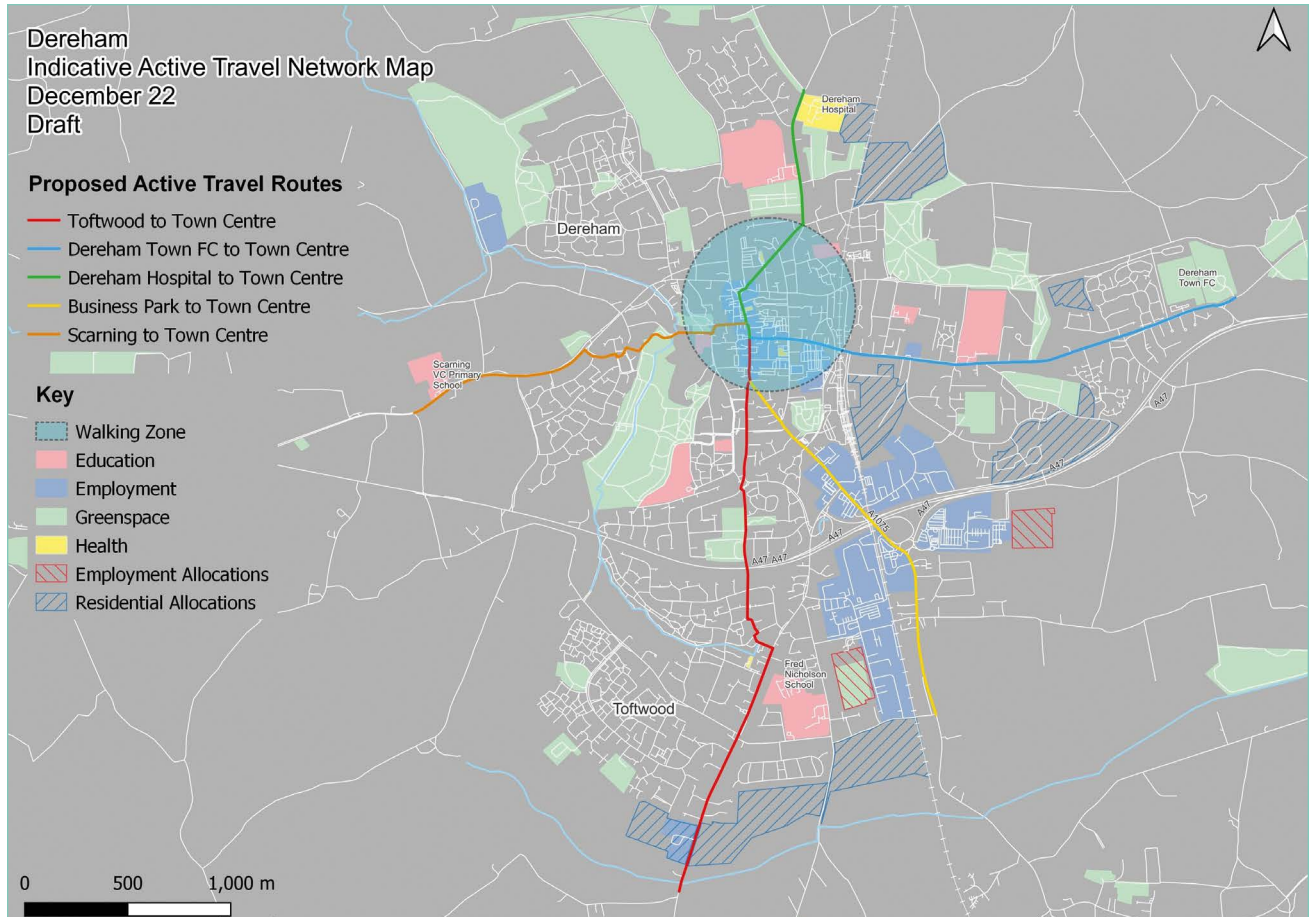 Dereham
Indicative Active Travel Network Map
December 22
Draft
Proposed Active Travel Routes
Toftwood to Town Centre
Dereham Town FC to Town Centre
Dereham Hospital to Town Centre
Business Park to Town Centre
Scarning to Town Centre
Key
Walking Zone
Education
Employment
Greenspace
Health
Employment Allocations
Residential Allocations
Dereham
Hospital
Dereham
Dereham
Town FC
Scarning
VC Primary
School
A47
A47
A47
A1075
A47
A47 A47
Fred
Nicholson
School
Toftwood
0 500 1,000 m